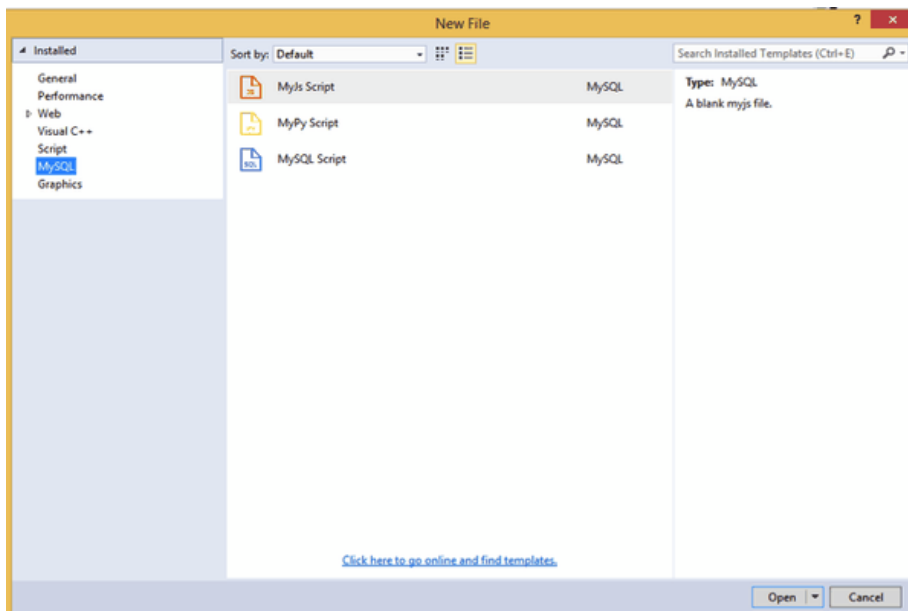 New File
?
Installed
Sort by: Default
Search Installed Templates (Ctrl+E)
General
Performance
Web
Visual C++
Script
MySQL
Graphics
JS
MyJs Script MySQL
MyPy Script MySQL
SQL
MySQL Script MySQL
Type: MySQL
A blank myjs file.
Click here to go online and find templates.
Open
Cancel